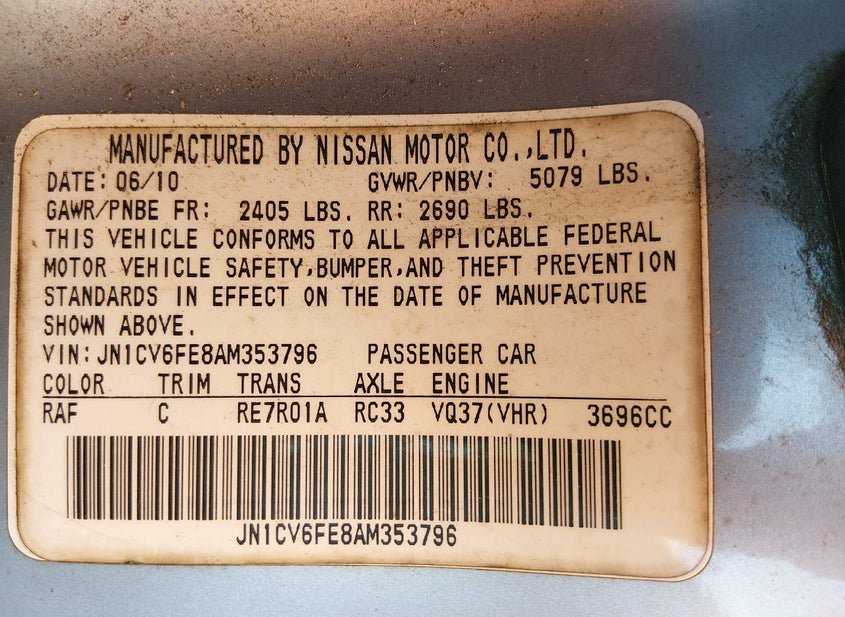 MANUFACTURED BY NISSAN MOTOR CO.,LTD.
DATE: 06/10 GVWR/PNBV: 5079 LBS.
GAWR/PNBE FR: 2405 LBS. RR: 2690 LBS.
THIS VEHICLE CONFORMS TO ALL APPLICABLE FEDERAL
MOTOR VEHICLE SAFETY,BUMPER,AND THEFT PREVENTION
STANDARDS IN EFFECT ON THE DATE OF MANUFACTURE
SHOWN ABOVE.
VIN: JN1CV6FE8AM353796 PASSENGER CAR
COLOR TRIM TRANS AXLE ENGINE
RAF C RE7R01A RC33 VQ37(VHR) 3696CC
JN1CV6FE8AM353796